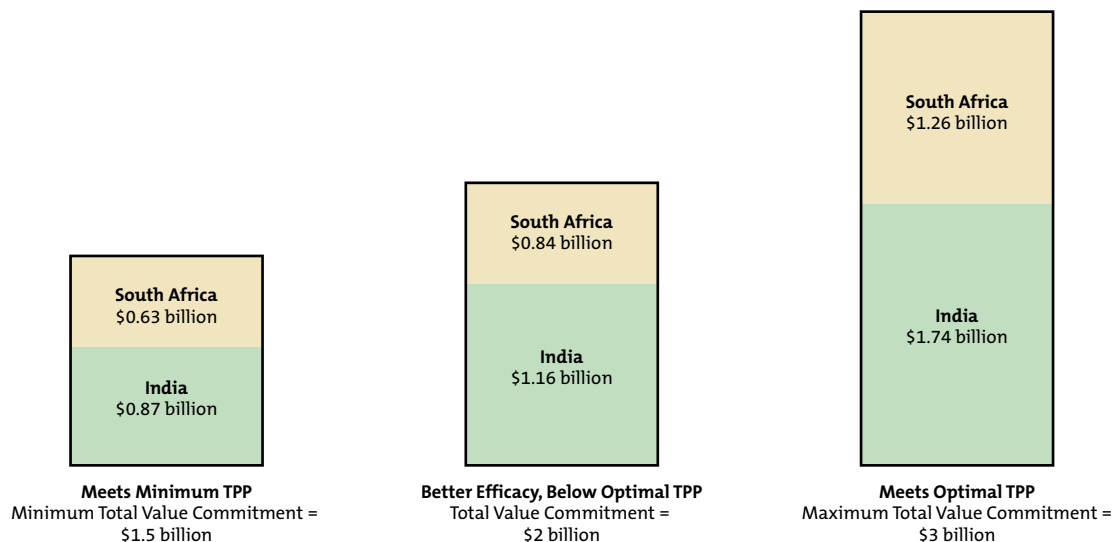 South Africa
$0.63 billion
India
$0.87 billion
Meets Minimum TPP
Minimum Total Value Commitment =
$1.5 billion
South Africa
$0.84 billion
India
$1.16 billion
Better Efficacy, Below Optimal TPP
Total Value Commitment =
$2 billion
South Africa
$1.26 billion
India
$1.74 billion
Meets Optimal TPP
Maximum Total Value Commitment =
$3 billion